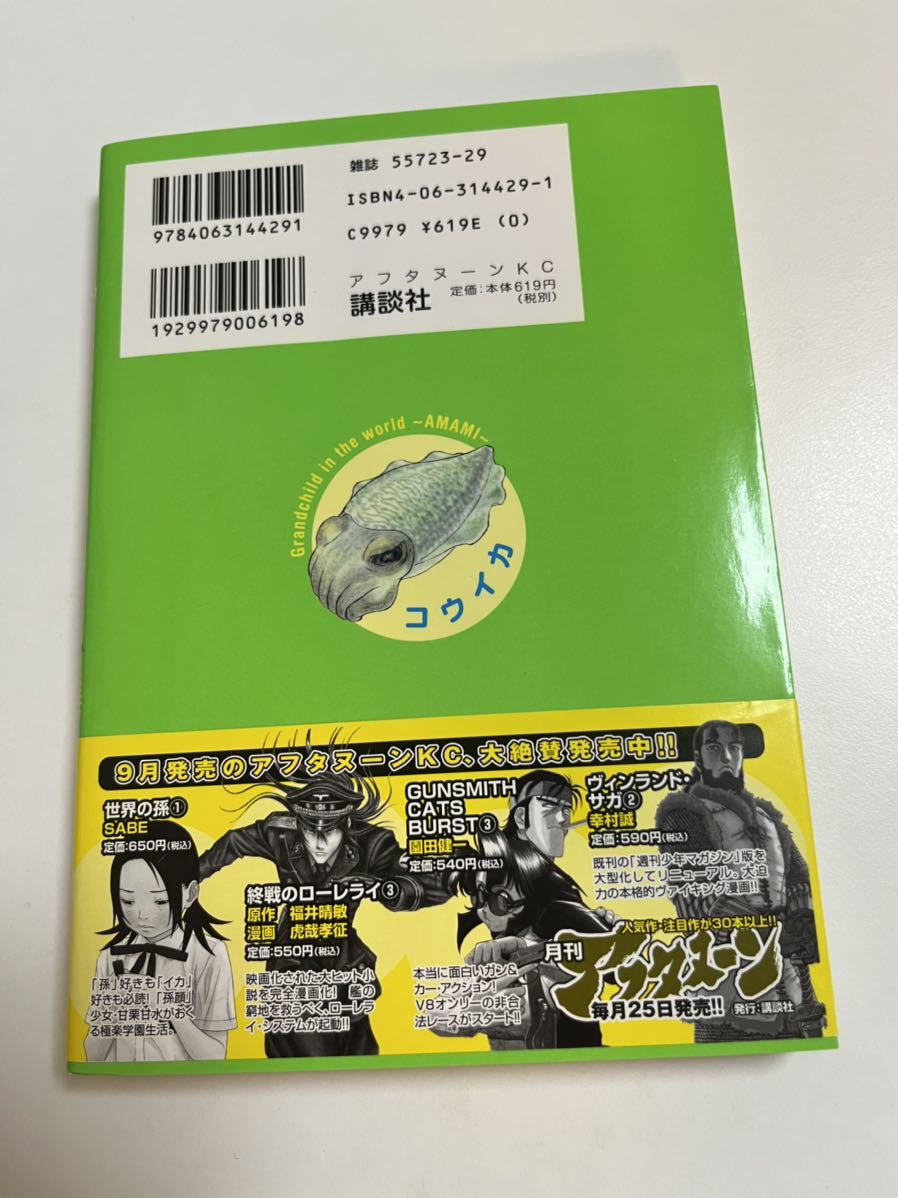 雑誌 55723-29
ISBN4-06-314429-1
C9979 ¥619E (0)
9784063144291
アフタヌーンKC
講談社
定価:本体619円
(税別)
1929979006198
Grandchild in the world ~AMAMI~
コウイカ
9月発売のアフタヌーンKC、大絶賛発売中!!
世界の孫①
SABE
定価:650円(税込)
「孫」好きも「イカ」
好きも必読!「孫顔」
少女・甘栗甘水がおく
る極楽学園生活。
終戦のローレライ③
原作 福井晴敏
漫画 虎哉孝征
定価:550円(税込)
映画化された大ヒット小
説を完全漫画化! 艦の
窮地を救うべく、ローレラ
イ・システムが起動!!
GUNSMITH
CATS
BURST③
園田健一
定価:540円(税込)
本当に面白いガン&
カー・アクション!
V8オンリーの非合
法レースがスタート!!
ヴィンランド・
サガ②
幸村誠
定価:590円(税込)
既刊の「週刊少年マガジン」版を
大型化してリニューアル。大迫
力の本格的ヴァイキング漫画!!
人気作・注目作が30本以上!!
月刊
アフタヌーン
毎月25日発売!!
発行:講談社